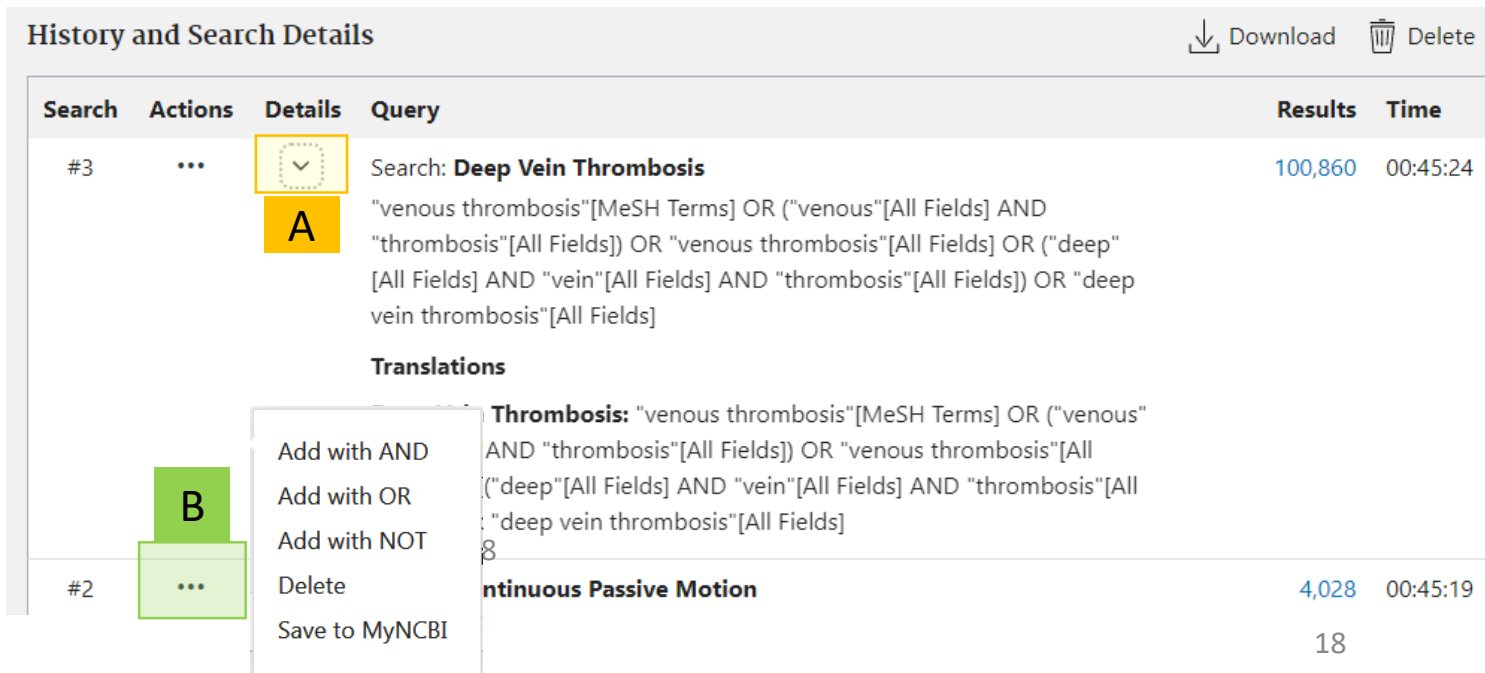 History and Search Details
Download Delete
Search Actions Details Query Results Time
#3 ••• Search: Deep Vein Thrombosis 100,860 00:45:24
A
"venous thrombosis"[MeSH Terms] OR ("venous"[All Fields] AND
"thrombosis"[All Fields]) OR "venous thrombosis"[All Fields] OR ("deep"
[All Fields] AND "vein"[All Fields] AND "thrombosis"[All Fields]) OR "deep
vein thrombosis"[All Fields]
Translations
Thrombosis: "venous thrombosis"[MeSH Terms] OR ("venous"
AND "thrombosis"[All Fields]) OR "venous thrombosis"[All
("deep"[All Fields] AND "vein"[All Fields] AND "thrombosis"[All
"deep vein thrombosis"[All Fields]
B
Add with AND
Add with OR
Add with NOT
Delete
Save to MyNCBI
8
#2 ••• ntinuous Passive Motion 4,028 00:45:19
18